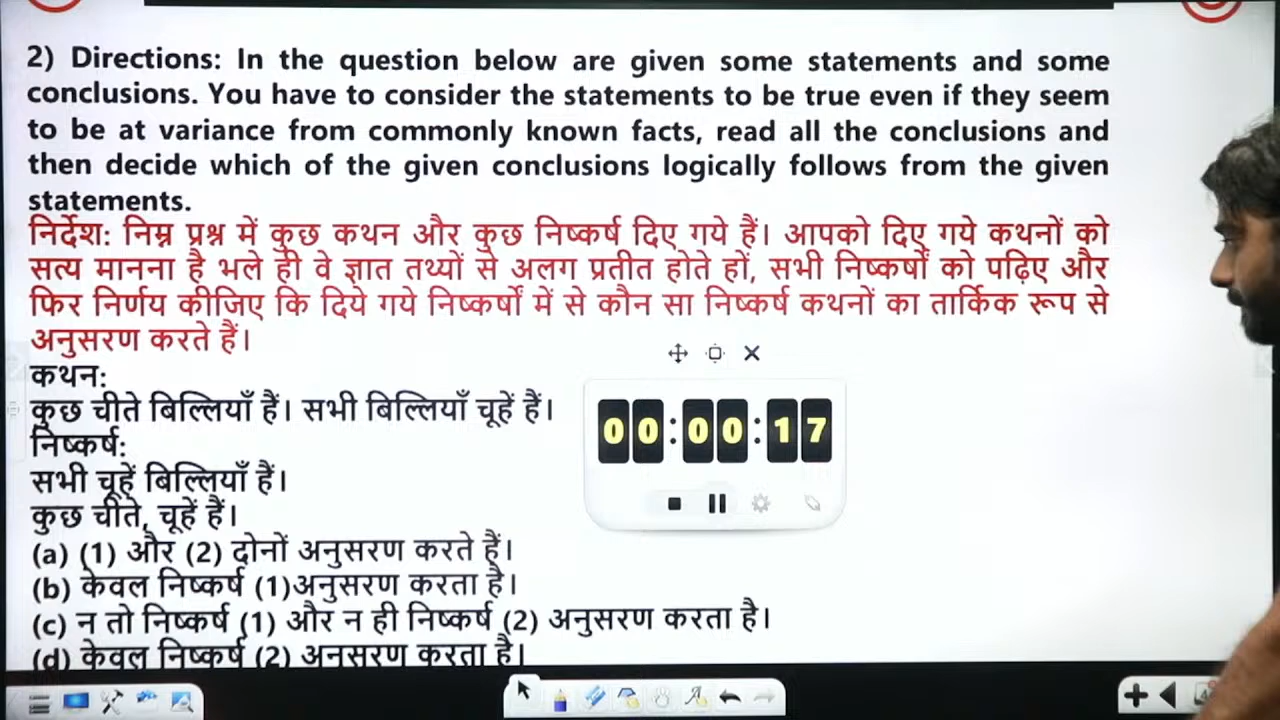 2) Directions: In the question below are given some statements and some
conclusions. You have to consider the statements to be true even if they seem
to be at variance from commonly known facts, read all the conclusions and
then decide which of the given conclusions logically follows from the given
statements.
निर्देश: निम्न प्रश्न में कुछ कथन और कुछ निष्कर्ष दिए गये हैं। आपको दिए गये कथनों को
सत्य मानना है भले ही वे ज्ञात तथ्यों से अलग प्रतीत होते हों, सभी निष्कर्षों को पढ़िए और
फिर निर्णय कीजिए कि दिये गये निष्कर्षों में से कौन सा निष्कर्ष कथनों का तार्किक रूप से
अनुसरण करते हैं।
कथन:
कुछ चीते बिल्लियाँ हैं। सभी बिल्लियाँ चूहें हैं।
00:00:17
निष्कर्ष:
सभी चूहें बिल्लियाँ हैं।
कुछ चीते, चूहें हैं।
(a) (1) और (2) दोनों अनुसरण करते हैं।
(b) केवल निष्कर्ष (1)अनुसरण करता है।
(c) न तो निष्कर्ष (1) और न ही निष्कर्ष (2) अनुसरण करता है।
(d) केवल निष्कर्ष (2) अनुसरण करता है।